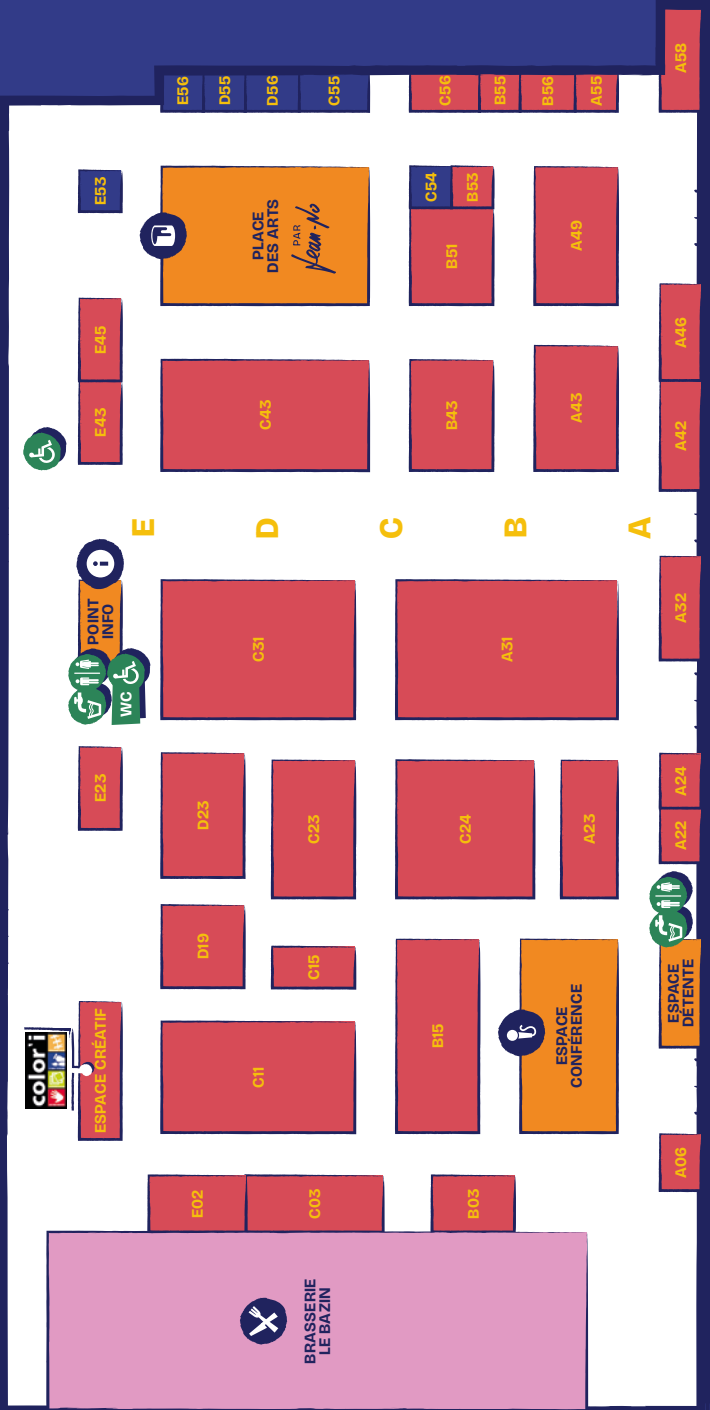 A58
E56
D55
D56
C55
C56
B55
B56
A55
E53
PLACE
DES ARTS
PAR
Jean-No
C54
B53
B51
A49
A46
E45
E43
C43
B43
A43
A42
E
D
C
B
A
POINT
INFO
WC
C31
A31
A32
E23
D23
C23
C24
A23
A24
A22
D19
C15
B15
ESPACE
CONFÉRENCE
ESPACE
DÉTENTE
color'i
ESPACE CRÉATIF
C11
A06
E02
C03
B03
BRASSERIE
LE BAZIN